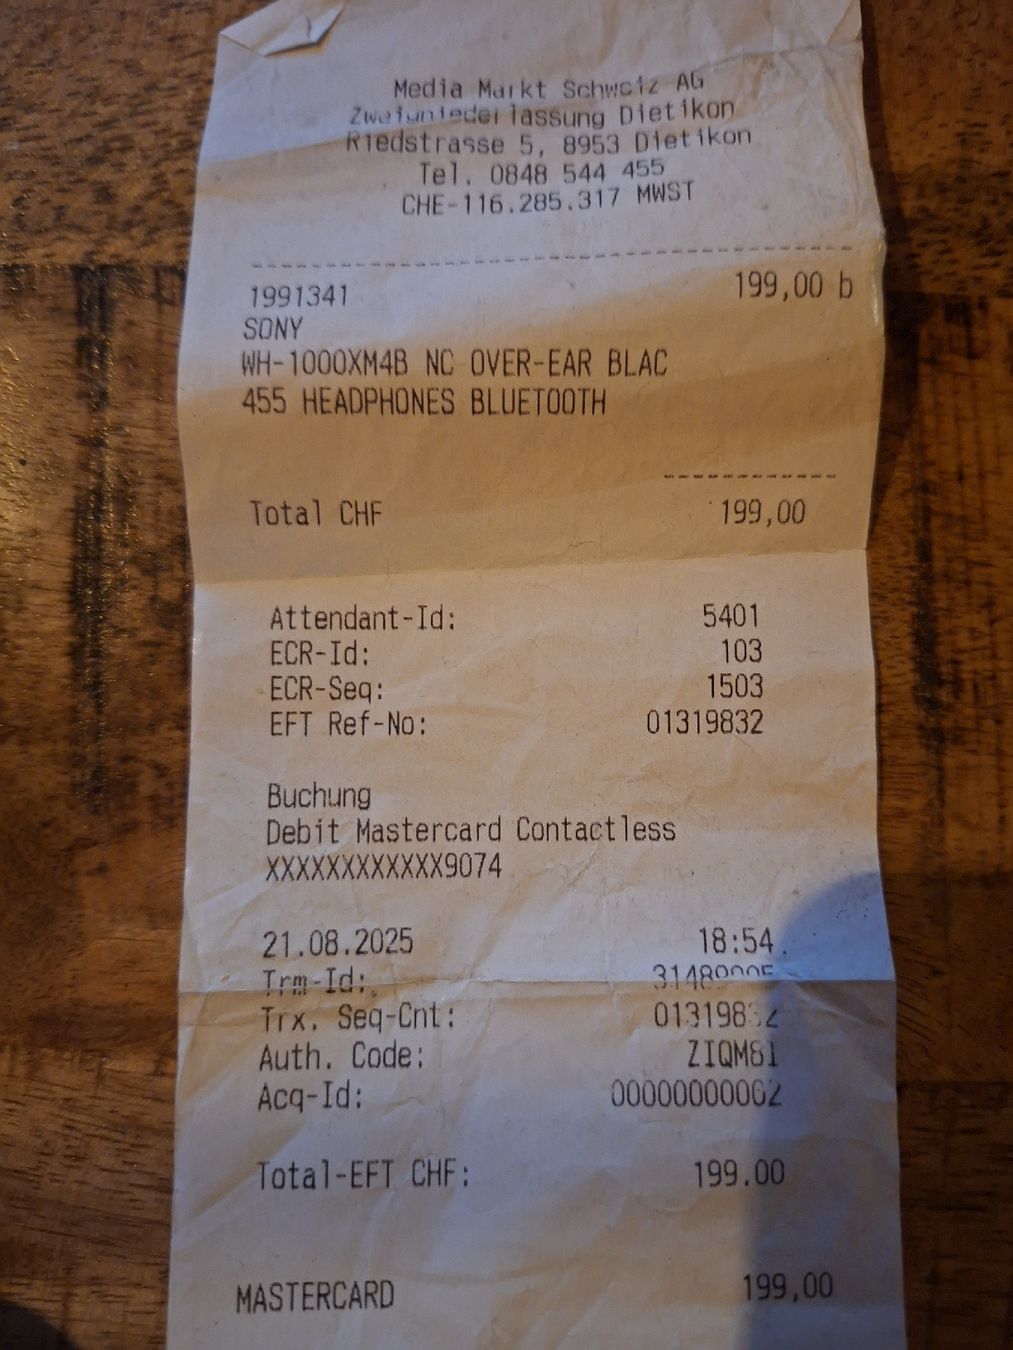 Media Markt Schweiz AG
Zweigniederlassung Dietikon
Riedstrasse 5, 8953 Dietikon
Tel. 0848 544 455
CHE-116.285.317 MWST
1991341 199,00 b
SONY
WH-1000XM4B NC OVER-EAR BLAC
455 HEADPHONES BLUETOOTH
Total CHF 199,00
Attendant-Id: 5401
ECR-Id: 103
ECR-Seq: 1503
EFT Ref-No: 01319832
Buchung
Debit Mastercard Contactless
XXXXXXXXXXXX9074
21.08.2025 18:54
Trm-Id:
Trx. Seq-Cnt: 01319832
Auth. Code: ZIQM81
Acq-Id: 00000000002
Total-EFT CHF: 199.00
MASTERCARD 199,00